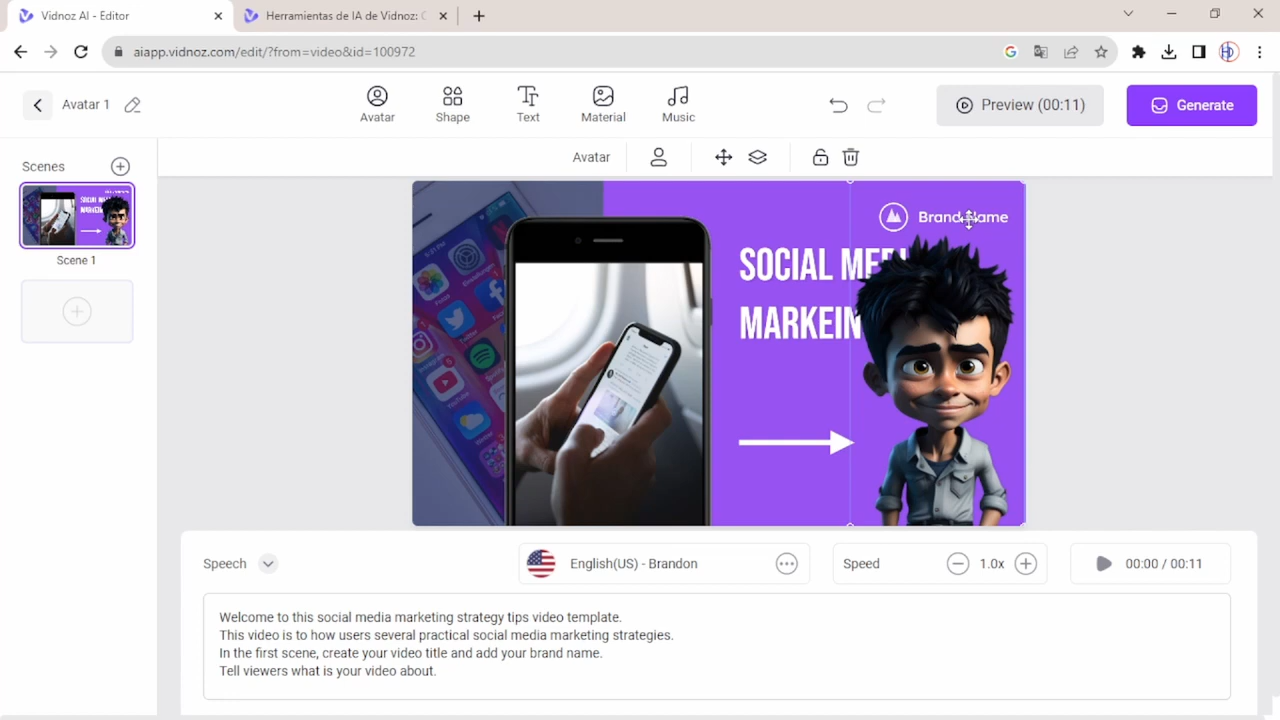 Vidnoz AI - Editor
Herramientas de IA de Vidnoz:
aiapp.vidnoz.com/edit/?from=video&id=100972
Avatar 1
Avatar
Shape
Text
Material
Music
Preview (00:11)
Generate
Scenes
Avatar
Scene 1
SOCIAL
Brand Name
SOCIAL MEDI
MARKEIN
Speech
English(US) - Brandon
Speed
1.0x
00:00 / 00:11
Welcome to this social media marketing strategy tips video template.
This video is to how users several practical social media marketing strategies.
In the first scene, create your video title and add your brand name.
Tell viewers what is your video about.